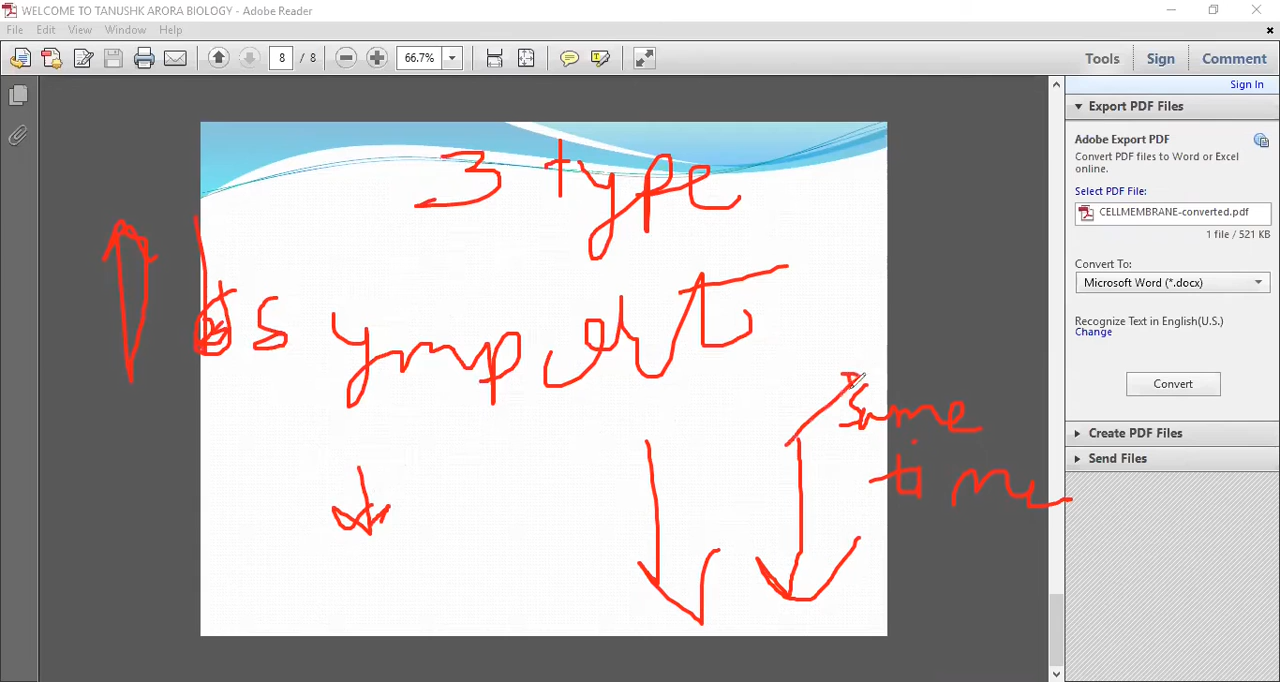 WELCOME TO TANUSHK ARORA BIOLOGY - Adobe Reader
File Edit View Window Help
8 / 8 66.7% Tools Sign Comment
Sign In
Export PDF Files
Adobe Export PDF
Convert PDF files to Word or Excel
online.
Select PDF File:
CELLMEMBRANE-converted.pdf
1 file / 521 KB
Convert To:
Microsoft Word (*.docx)
Recognize Text in English(U.S.)
Change
Convert
Create PDF Files
Send Files
3 type
same
time